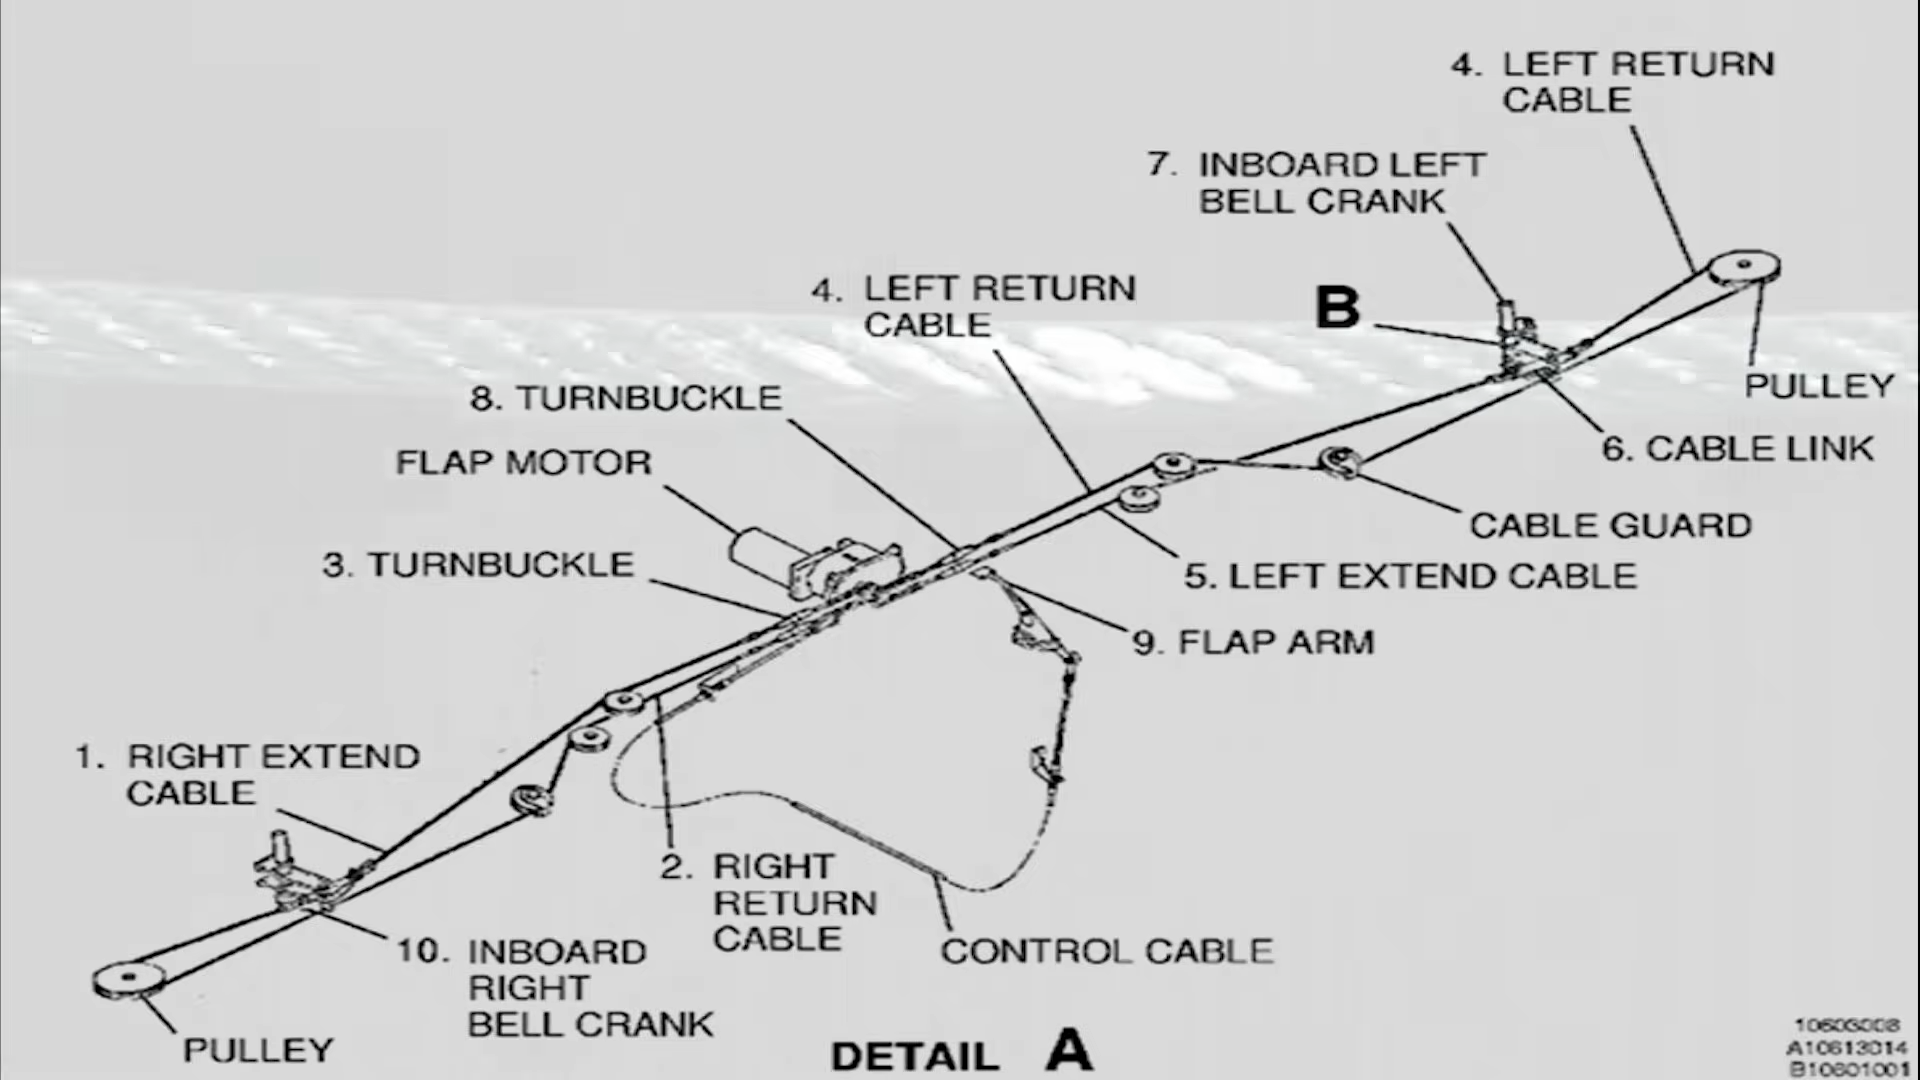 4. LEFT RETURN
CABLE
7. INBOARD LEFT
BELL CRANK
4. LEFT RETURN
CABLE
B
PULLEY
8. TURNBUCKLE
6. CABLE LINK
FLAP MOTOR
CABLE GUARD
3. TURNBUCKLE
5. LEFT EXTEND CABLE
9. FLAP ARM
1. RIGHT EXTEND
CABLE
2. RIGHT
RETURN
CABLE
10. INBOARD
RIGHT
BELL CRANK
CONTROL CABLE
PULLEY
DETAIL A
10603008
A10613014
B10601001